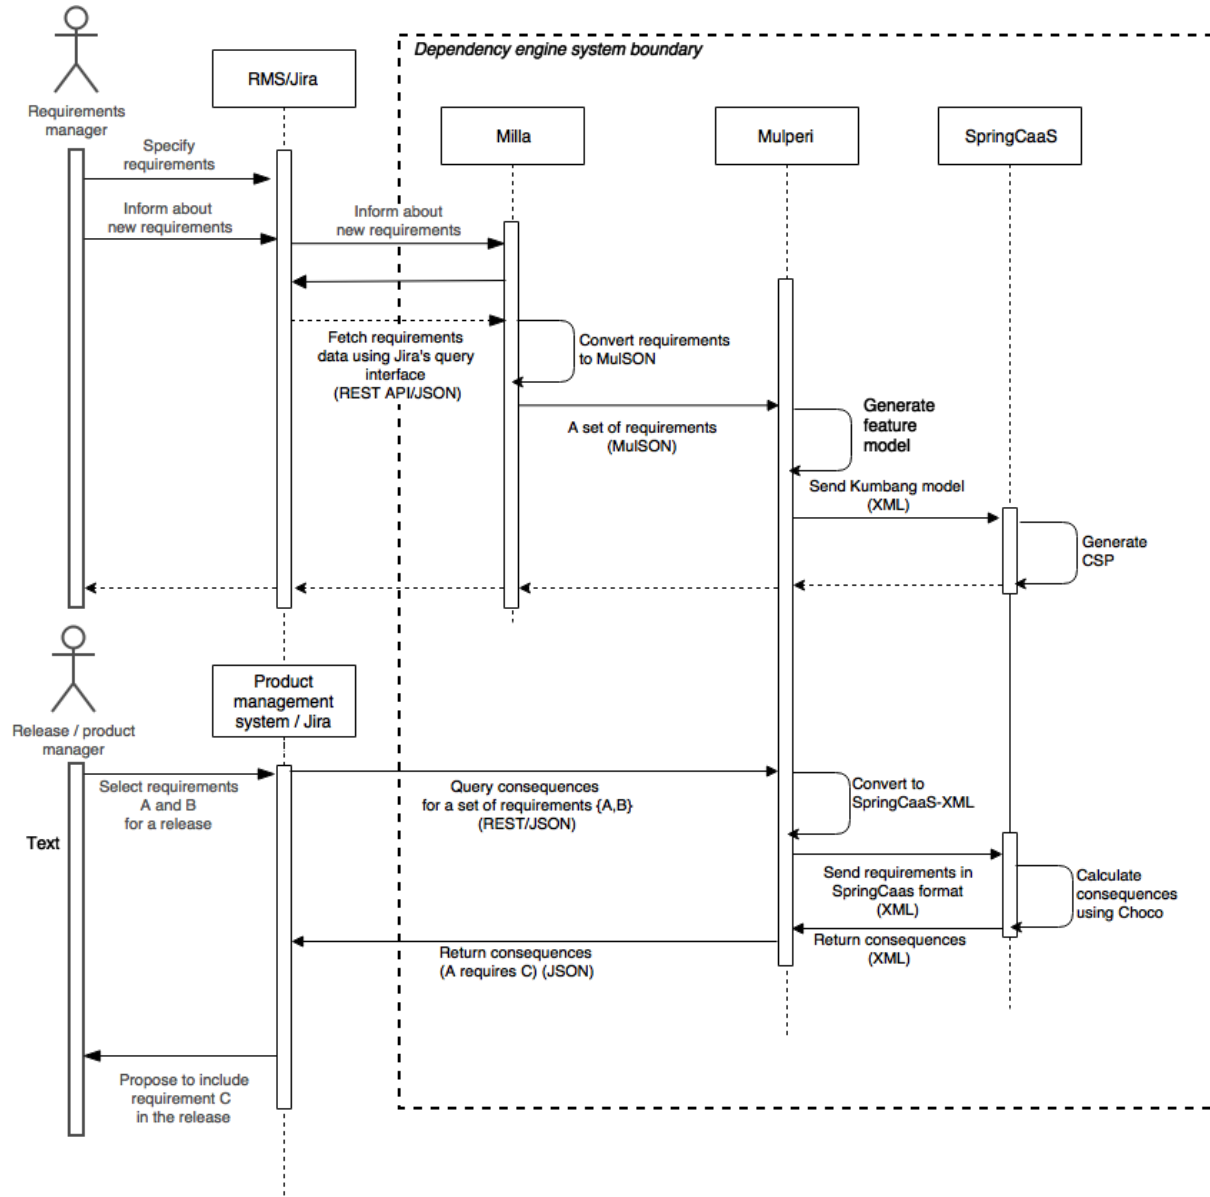 Dependency engine system boundary
RMS/Jira
Requirements
manager
Milla
Mulperi
SpringCaaS
Specify
requirements
Inform about
new requirements
Inform about
new requirements
Fetch requirements
data using Jira's query
interface
(REST API/JSON)
Convert requirements
to MulSON
A set of requirements
(MulSON)
Generate
feature
model
Send Kumbang model
(XML)
Generate
CSP
Release / product
manager
Product
management
system / Jira
Select requirements
A and B
for a release
Text
Query consequences
for a set of requirements {A,B}
(REST/JSON)
Convert to
SpringCaaS-XML
Send requirements in
SpringCaas format
(XML)
Calculate
consequences
using Choco
Return consequences
(XML)
Return consequences
(A requires C) (JSON)
Propose to include
requirement C
in the release